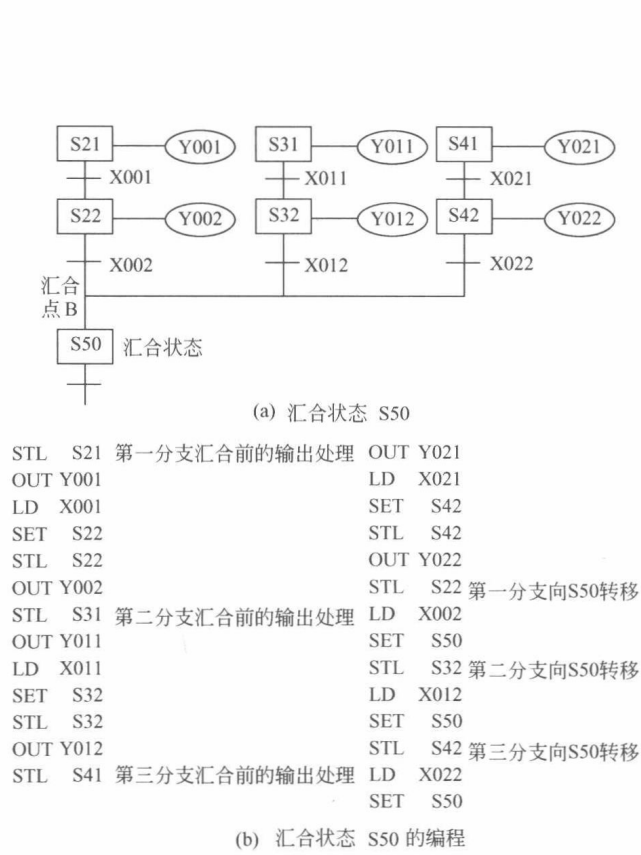 S21 Y001 S31 Y011 S41 Y021
X001 X011 X021
S22 Y002 S32 Y012 S42 Y022
X002 X012 X022
汇合
点 B
S50 汇合状态
(a) 汇合状态 S50
STL S21 第一分支汇合前的输出处理
OUT Y001
LD X001
SET S22
STL S22
OUT Y002
STL S31 第二分支汇合前的输出处理
OUT Y011
LD X011
SET S32
STL S32
OUT Y012
STL S41 第三分支汇合前的输出处理
OUT Y021
LD X021
SET S42
STL S42
OUT Y022
STL S22 第一分支向S50转移
LD X002
SET S50
STL S32 第二分支向S50转移
LD X012
SET S50
STL S42 第三分支向S50转移
LD X022
SET S50
(b) 汇合状态 S50 的编程